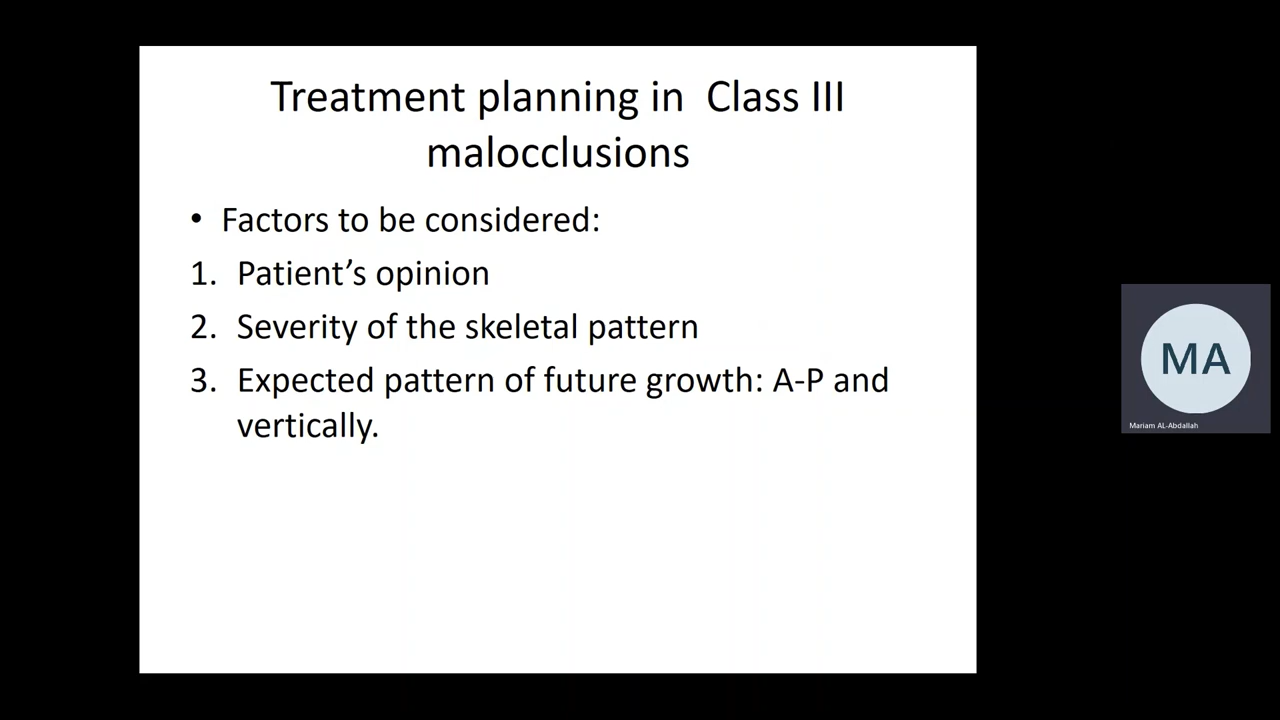 Treatment planning in  Class III
malocclusions
• Factors to be considered:
1. Patient’s opinion
2. Severity of the skeletal pattern
3. Expected pattern of future growth: A-P and
vertically.
MA
Mariam AL-Abdallah